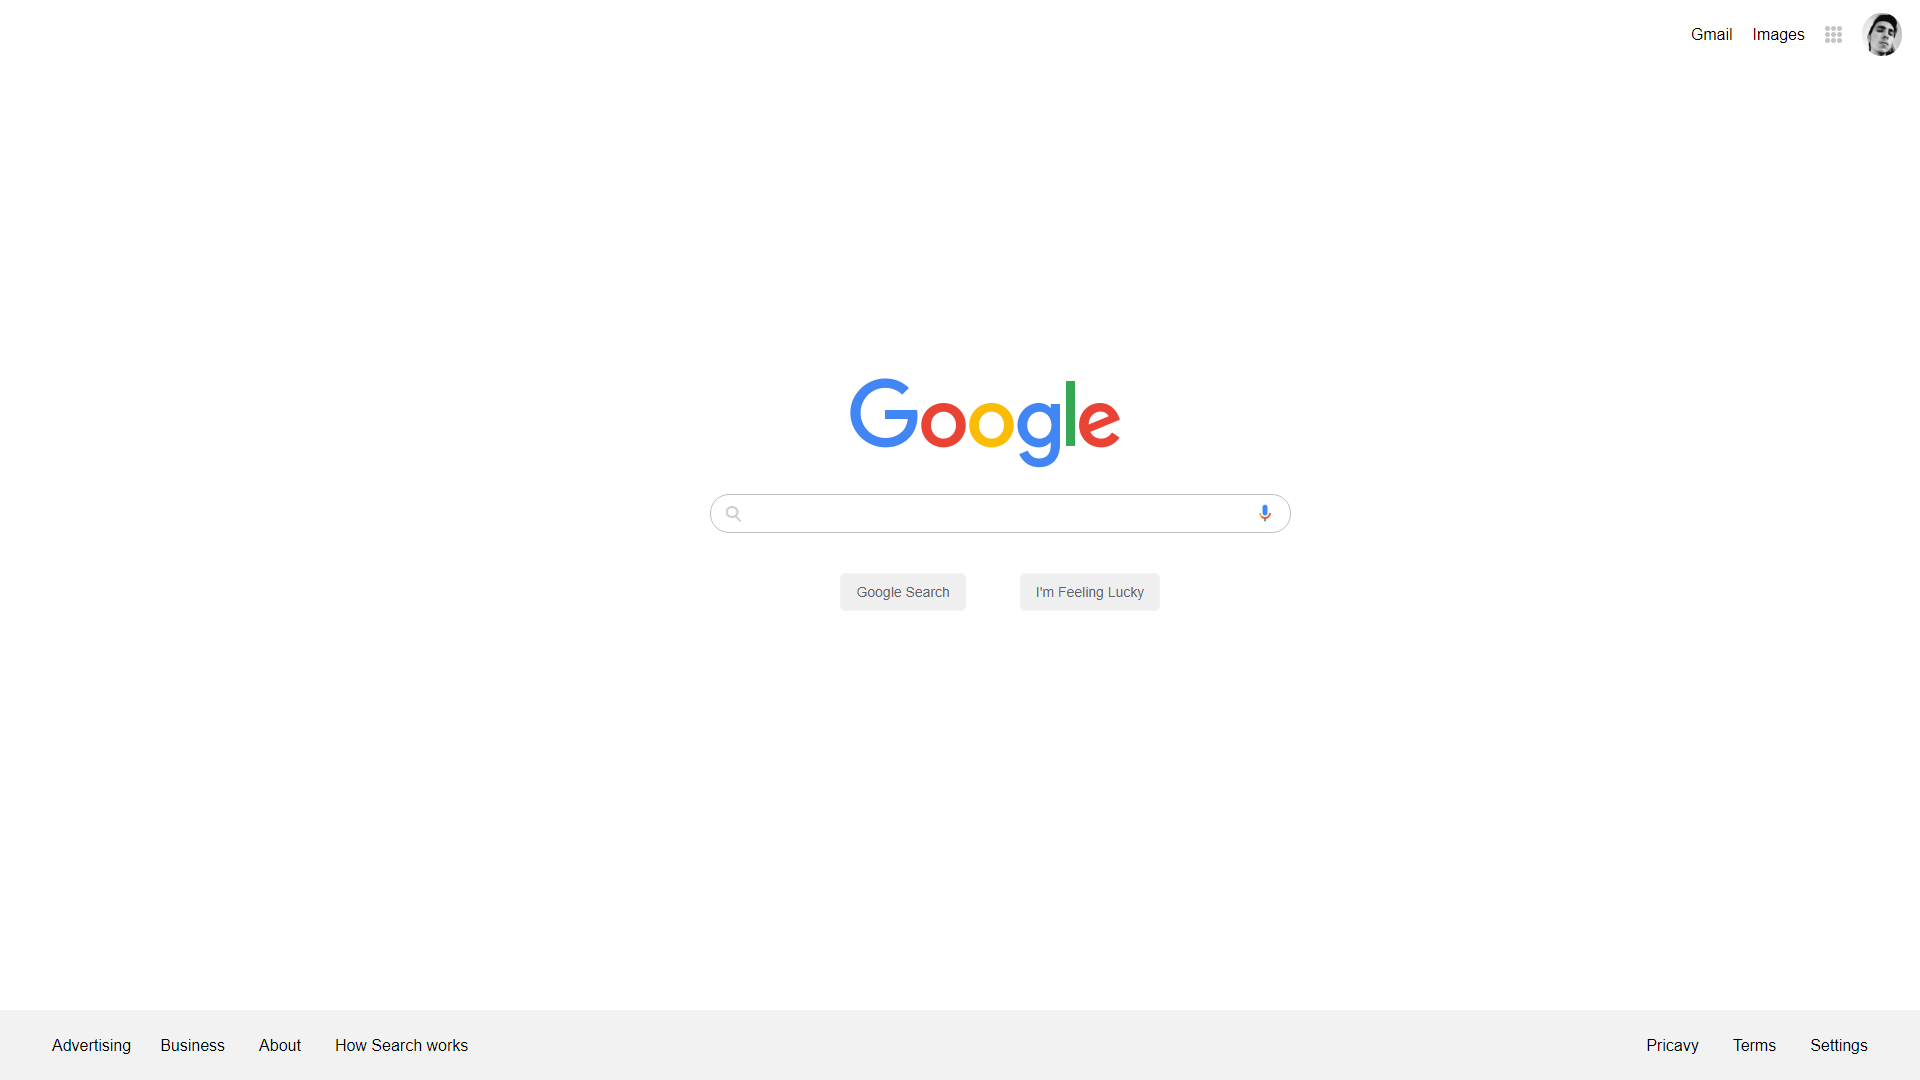 Gmail Images
Google
Google Search I'm Feeling Lucky
Advertising Business About How Search works Pricavy Terms Settings